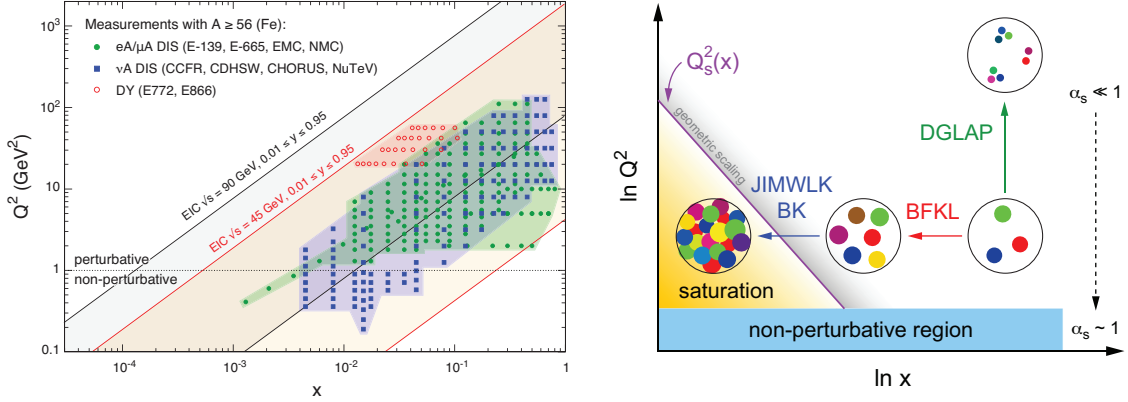 Measurements with A ≥ 56 (Fe):
eA/μA DIS (E-139, E-665, EMC, NMC)
νA DIS (CCFR, CDHSW, CHORUS, NuTeV)
DY (E772, E866)
EIC √s = 90 GeV, 0.01 ≤ y ≤ 0.95
EIC √s = 45 GeV, 0.01 ≤ y ≤ 0.95
perturbative
non-perturbative
Q² (GeV²)
10³
10²
10
1
0.1
10⁻⁴
10⁻³
10⁻²
10⁻¹
1
x
ln Q²
Qs²(x)
geometric scaling
αs ≪ 1
DGLAP
JIMWLK
BK
BFKL
saturation
non-perturbative region
αs ~ 1
ln x